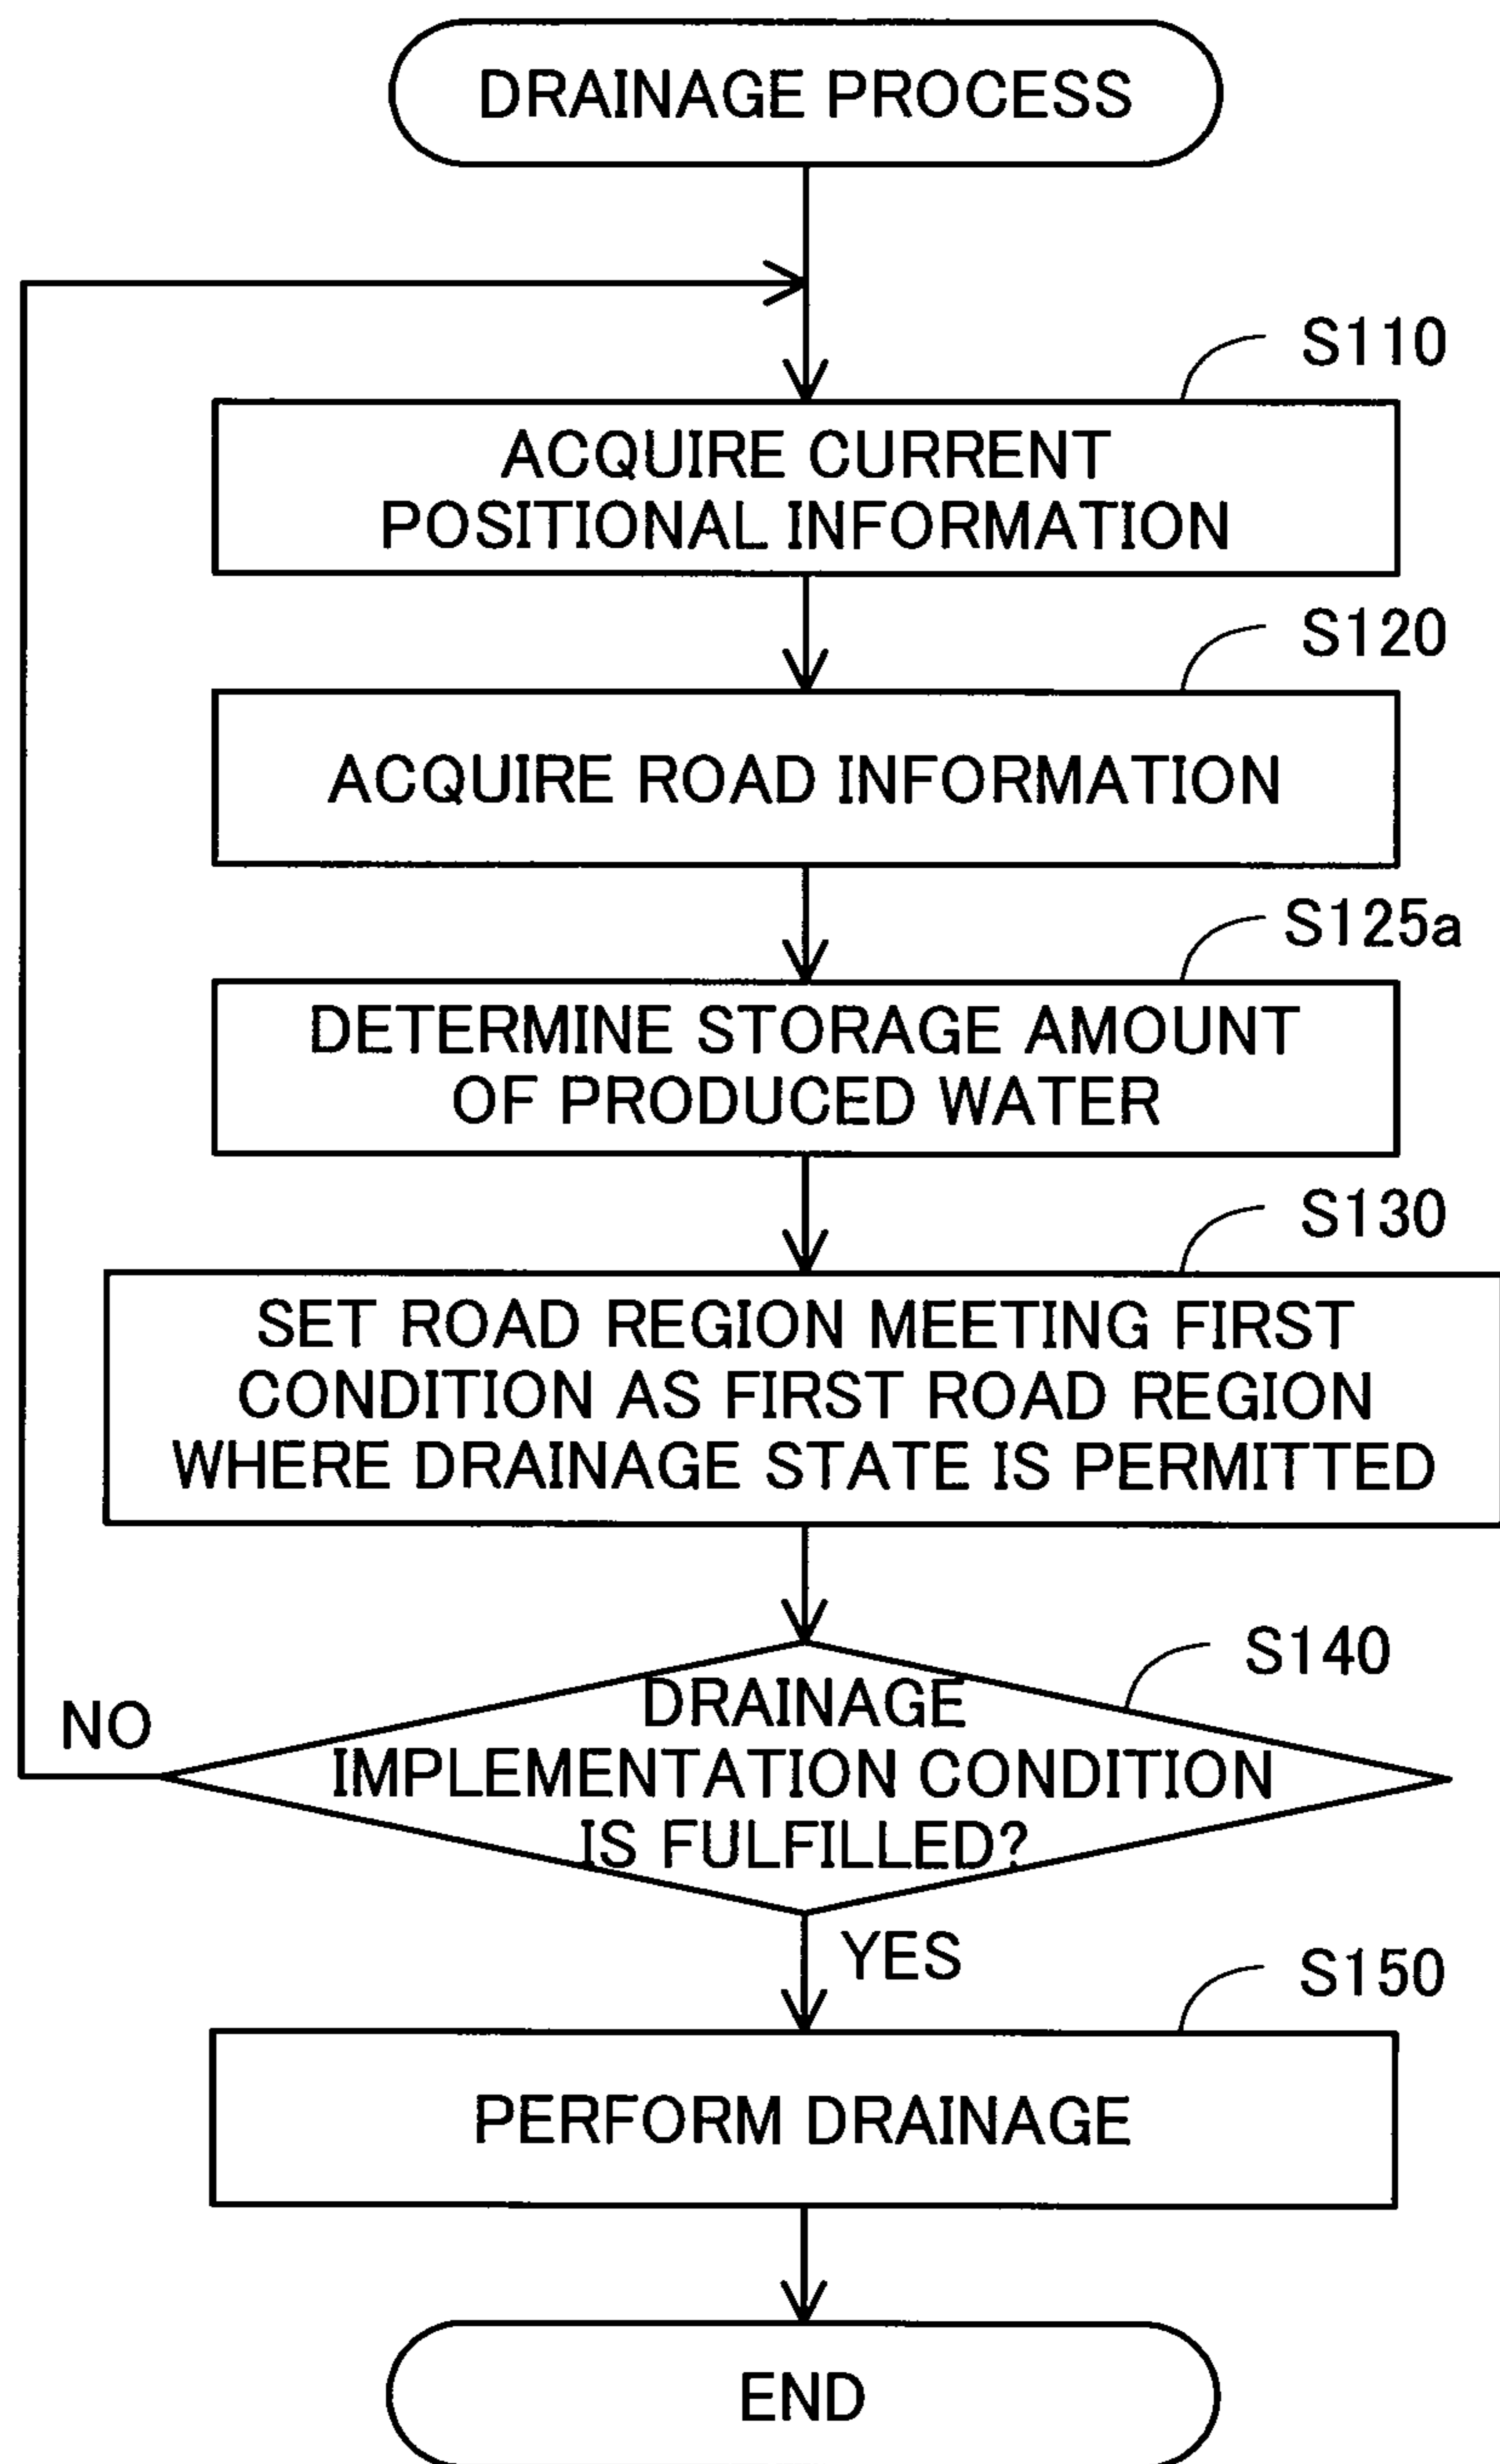 DRAINAGE PROCESS
S110
ACQUIRE CURRENT
POSITIONAL INFORMATION
S120
ACQUIRE ROAD INFORMATION
S125a
DETERMINE STORAGE AMOUNT
OF PRODUCED WATER
S130
SET ROAD REGION MEETING FIRST
CONDITION AS FIRST ROAD REGION
WHERE DRAINAGE STATE IS PERMITTED
S140
DRAINAGE
IMPLEMENTATION CONDITION
IS FULFILLED?
NO
YES
S150
PERFORM DRAINAGE
END